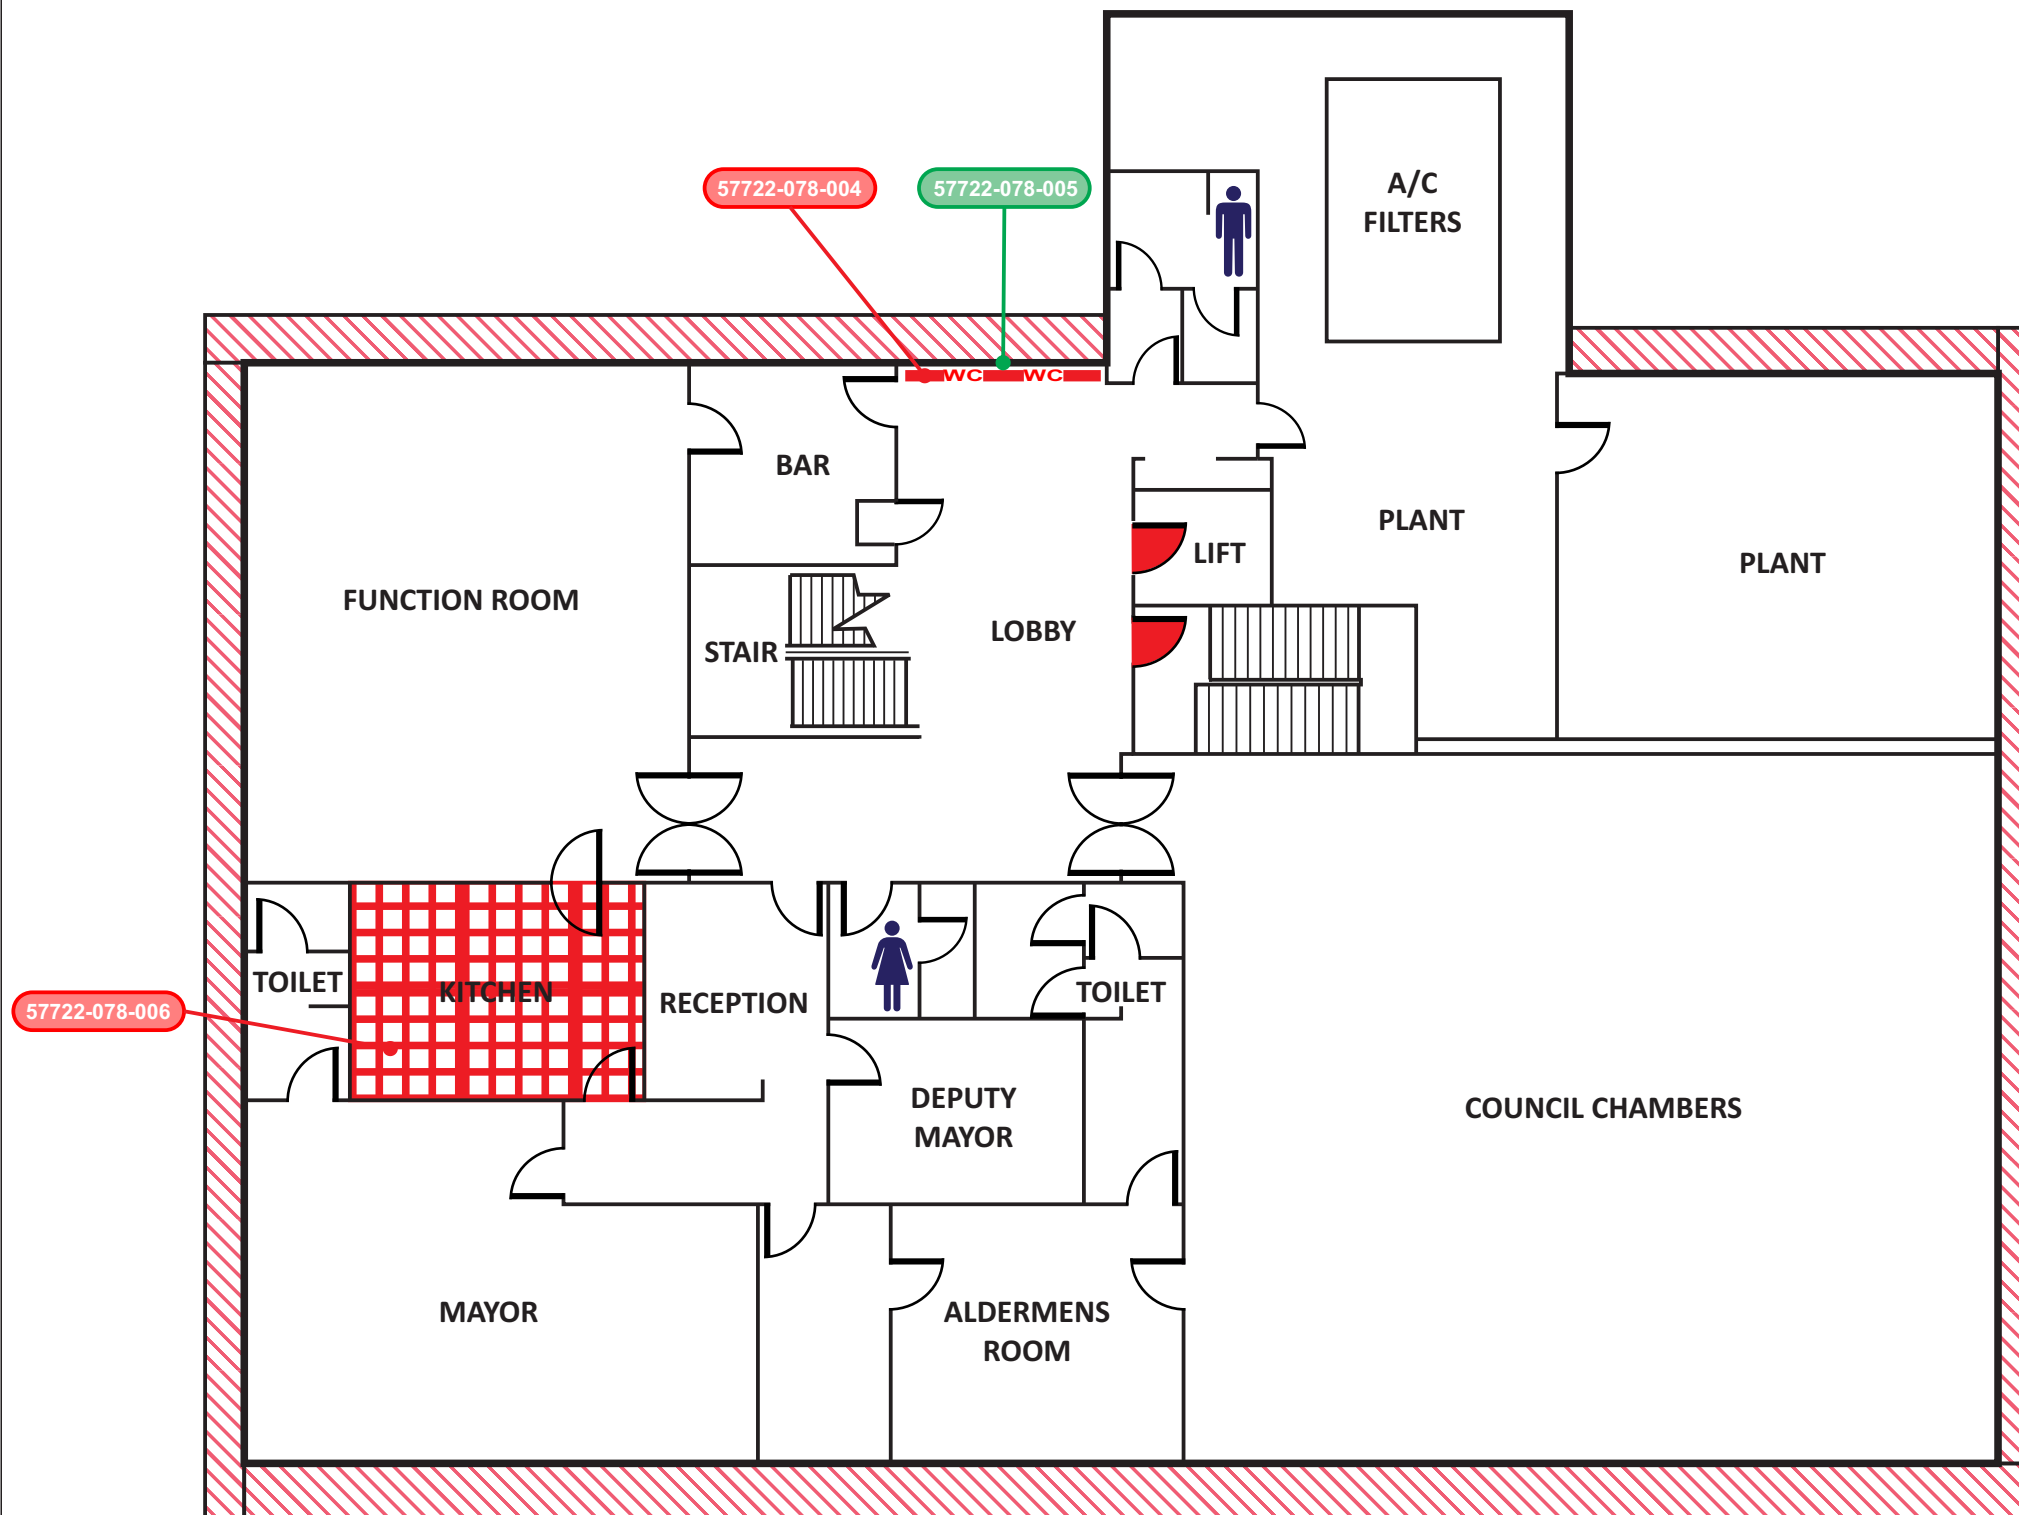 A/C
FILTERS
57722-078-004
57722-078-005
WC
WC
BAR
PLANT
LIFT
PLANT
FUNCTION ROOM
LOBBY
STAIR
TOILET
KITCHEN
RECEPTION
TOILET
57722-078-006
DEPUTY
MAYOR
COUNCIL CHAMBERS
MAYOR
ALDERMENS
ROOM